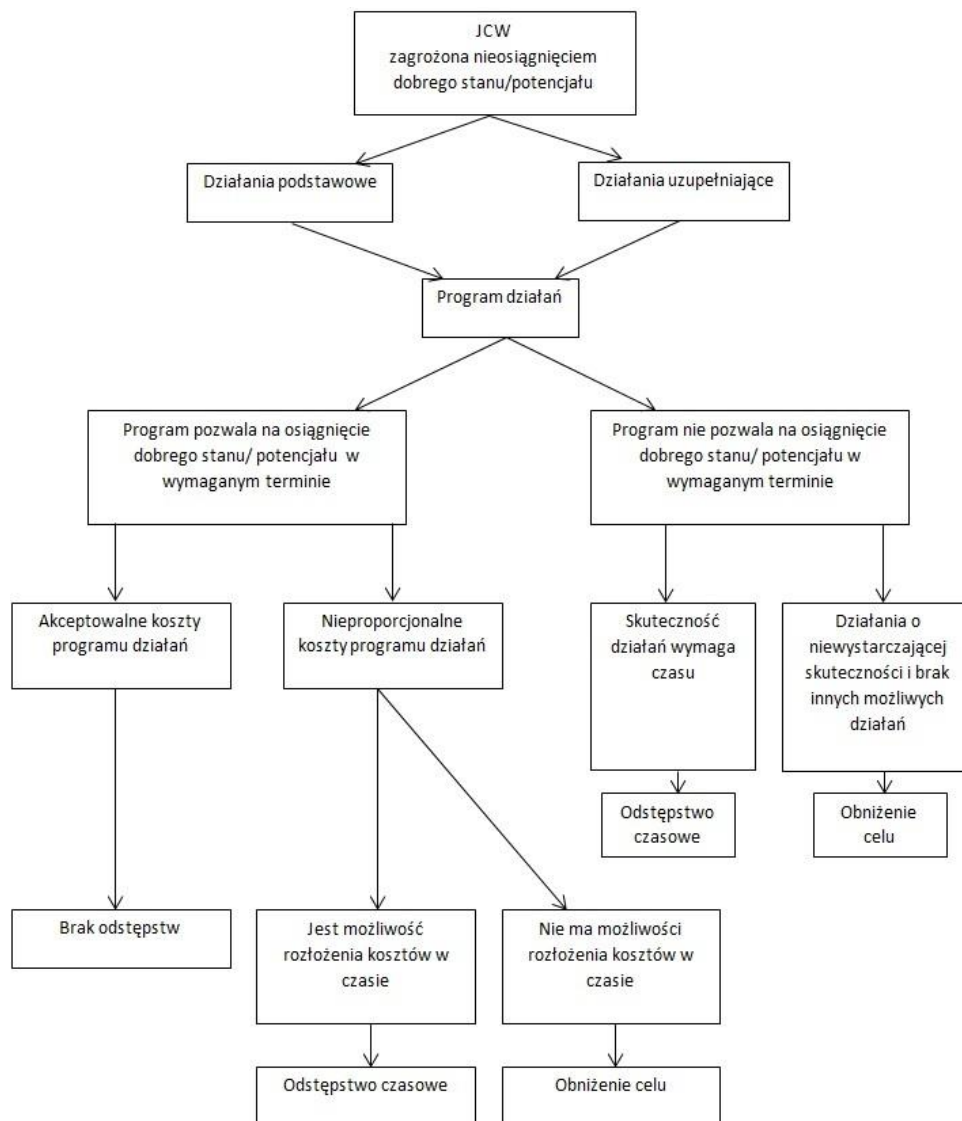 JCW
zagrożona nieosiągnięciem
dobrego stanu/potencjału
Działania podstawowe
Działania uzupełniające
Program działań
Program pozwala na osiągnięcie
dobrego stanu/ potencjału w
wymaganym terminie
Program nie pozwala na osiągnięcie
dobrego stanu/ potencjału w
wymaganym terminie
Akceptowalne koszty
programu działań
Nieproporcjonalne
koszty programu działań
Skuteczność
działań wymaga
czasu
Działania o
niewystarczającej
skuteczności i brak
innych możliwych
działań
Odstępstwo
czasowe
Obniżenie
celu
Brak odstępstw
Jest możliwość
rozłożenia kosztów w
czasie
Nie ma możliwości
rozłożenia kosztów w
czasie
Odstępstwo czasowe
Obniżenie celu